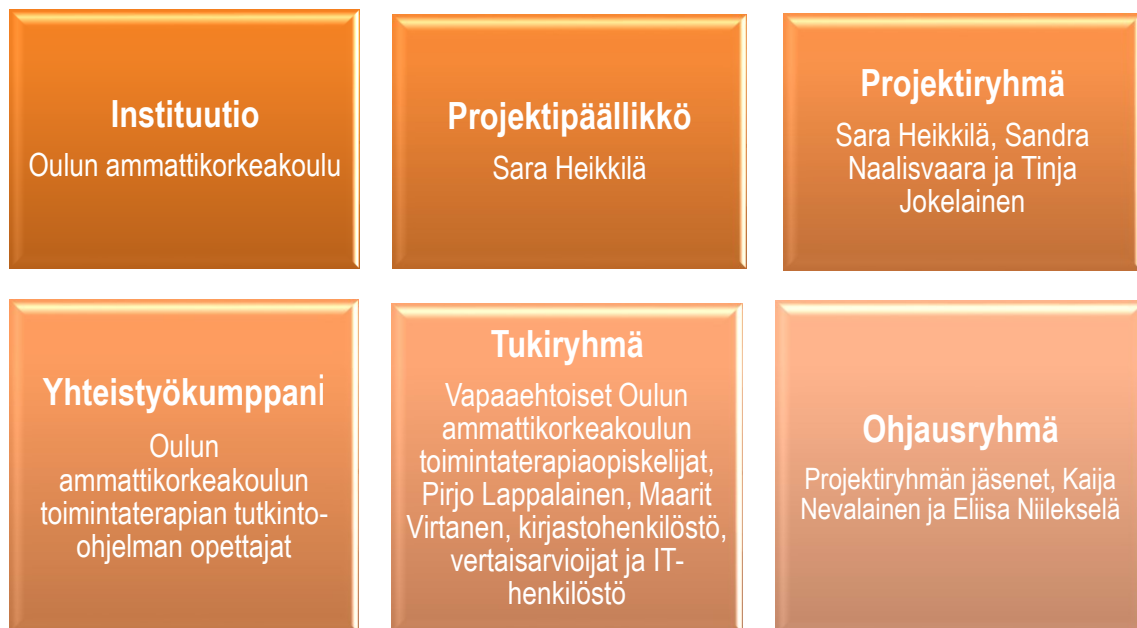 Instituutio
Oulun ammattikorkeakoulu
Projektipäällikkö
Sara Heikkilä
Projektiryhmä
Sara Heikkilä, Sandra
Naalisvaara ja Tinja
Jokelainen
Yhteistyökumppani
Oulun
ammattikorkeakoulun
toimintaterapian tutkinto-
ohjelman opettajat
Tukiryhmä
Vapaaehtoiset Oulun
ammattikorkeakoulun
toimintaterapiaopiskelijat,
Pirjo Lappalainen, Maarit
Virtanen, kirjastohenkilöstö,
vertaisarvioijat ja IT-
henkilöstö
Ohjausryhmä
Projektiryhmän jäsenet, Kaija
Nevalainen ja Eliisa Niilekselä